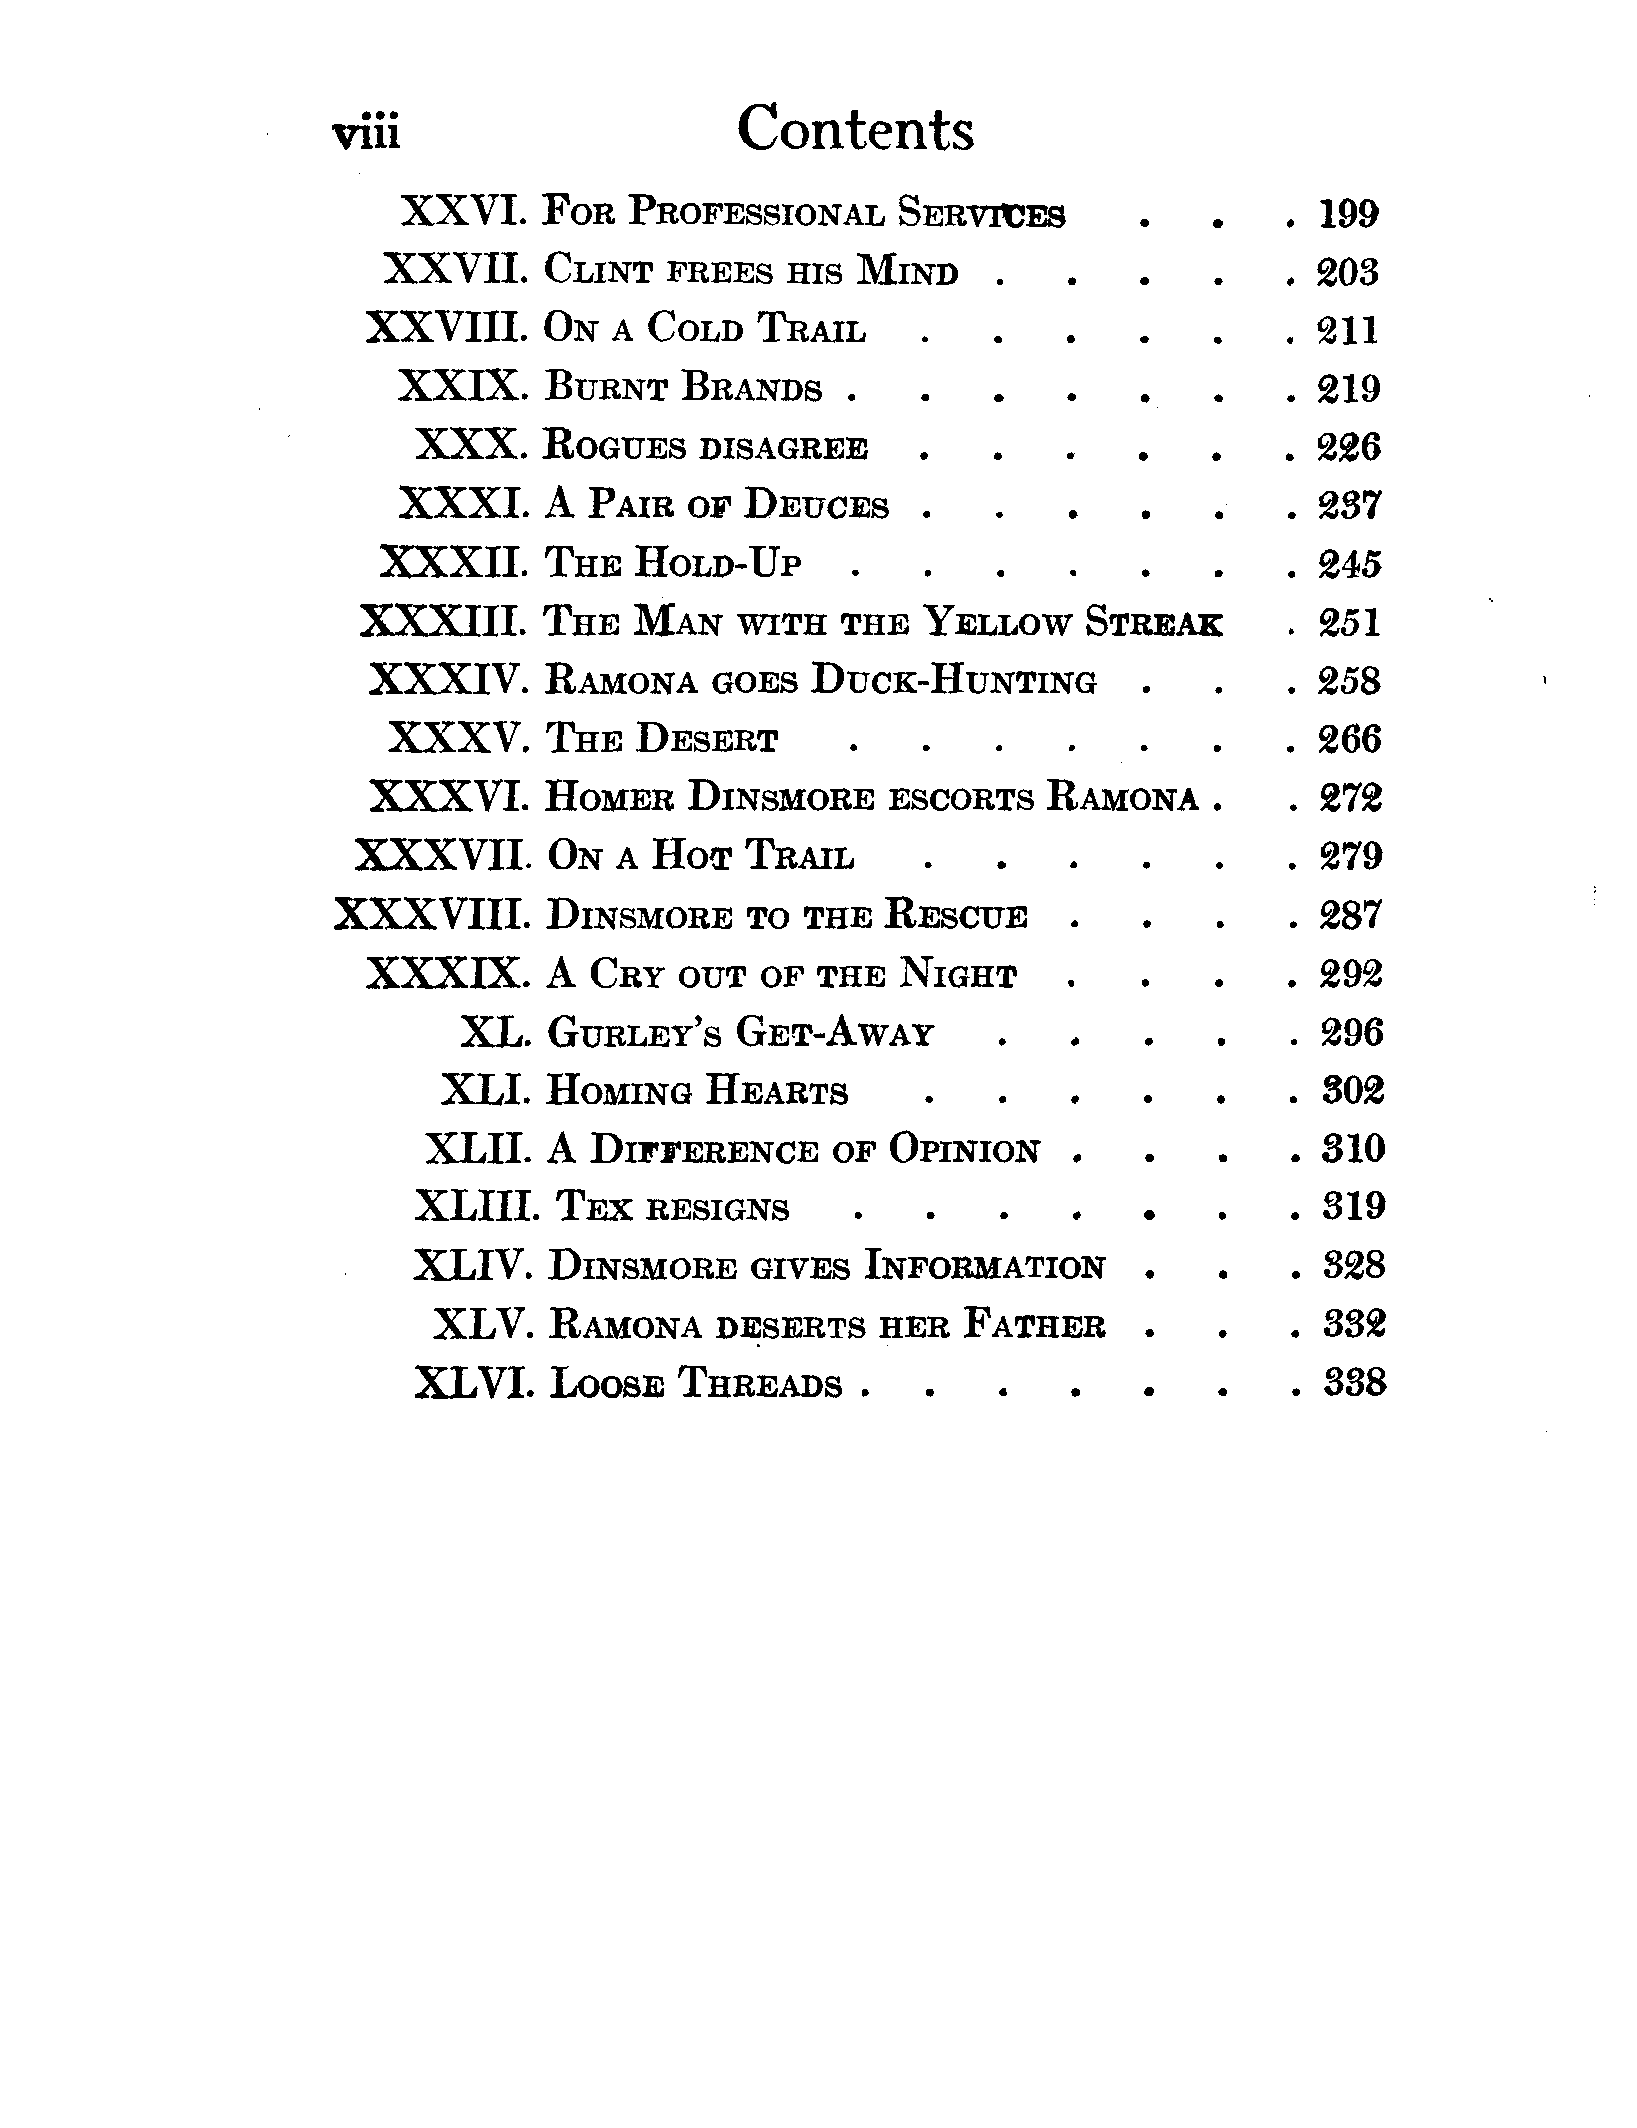 viii Contents
XXVI. For Professional Services . . . 199
XXVII. Clint frees his Mind . . . . . 203
XXVIII. On a Cold Trail . . . . . . 211
XXIX. Burnt Brands . . . . . . . 219
XXX. Rogues disagree . . . . . . 226
XXXI. A Pair of Deuces . . . . . . 237
XXXII. The Hold-Up . . . . . . . 245
XXXIII. The Man with the Yellow Streak . 251
XXXIV. Ramona goes Duck-Hunting . . . 258
XXXV. The Desert . . . . . . . 266
XXXVI. Homer Dinsmore escorts Ramona . . 272
XXXVII. On a Hot Trail . . . . . . 279
XXXVIII. Dinsmore to the Rescue . . . . 287
XXXIX. A Cry out of the Night . . . . 292
XL. Gurley's Get-Away . . . . . 296
XLI. Homing Hearts . . . . . . 302
XLII. A Difference of Opinion . . . . 310
XLIII. Tex resigns . . . . . . . 319
XLIV. Dinsmore gives Information . . . 328
XLV. Ramona deserts her Father . . . 332
XLVI. Loose Threads . . . . . . . 338